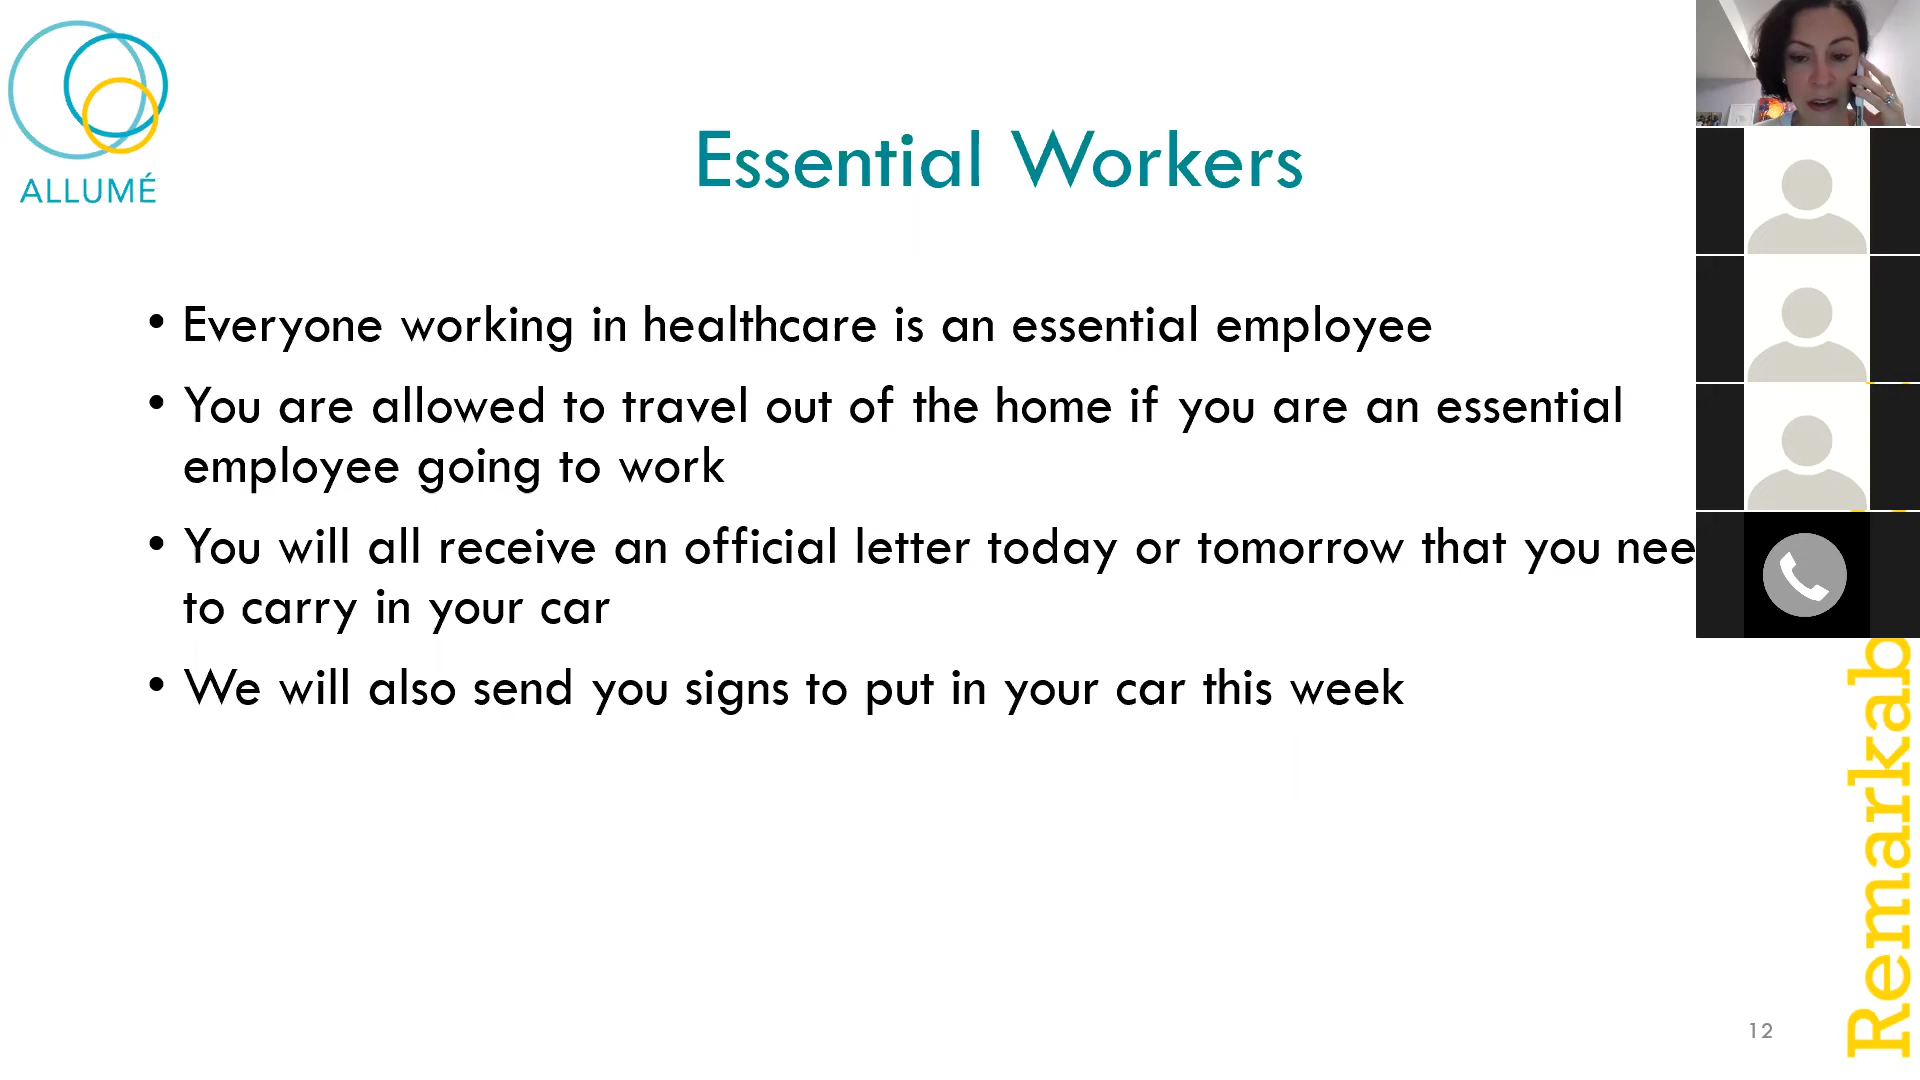 ALLUMÉ
Essential Workers
• Everyone working in healthcare is an essential employee
• You are allowed to travel out of the home if you are an essential
employee going to work
• You will all receive an official letter today or tomorrow that you nee
to carry in your car
• We will also send you signs to put in your car this week
Remarkab
12